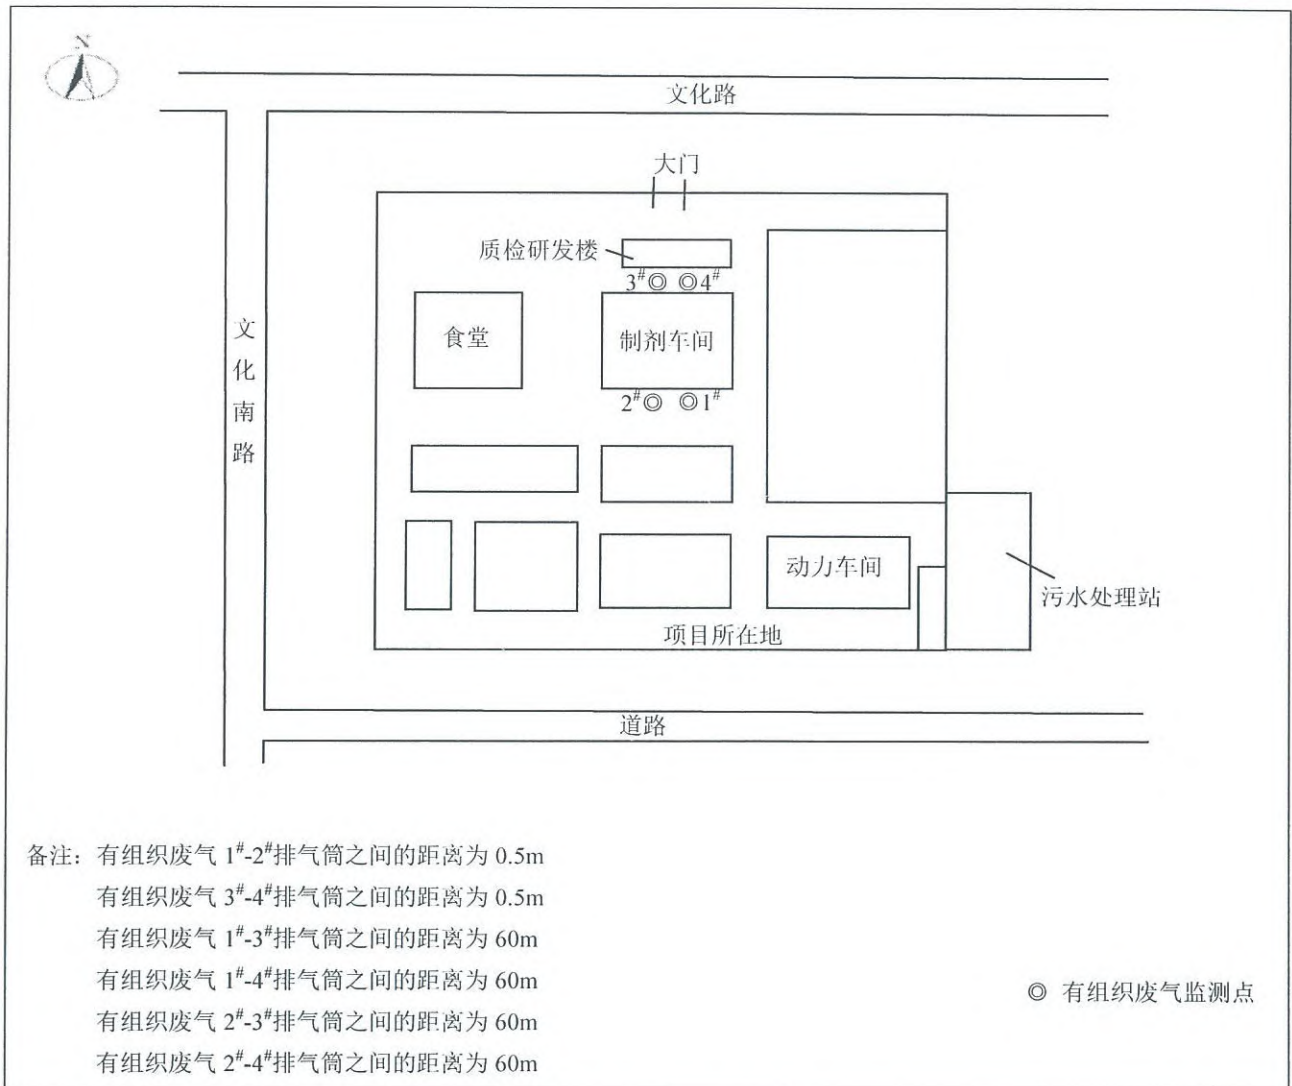 N
文化路
大门
质检研发楼
3#◎ ◎4#
食堂
制剂车间
文化南路
2#◎ ◎1#
动力车间
污水处理站
项目所在地
道路
备注：有组织废气 1#-2#排气筒之间的距离为 0.5m
有组织废气 3#-4#排气筒之间的距离为 0.5m
有组织废气 1#-3#排气筒之间的距离为 60m
有组织废气 1#-4#排气筒之间的距离为 60m
◎ 有组织废气监测点
有组织废气 2#-3#排气筒之间的距离为 60m
有组织废气 2#-4#排气筒之间的距离为 60m